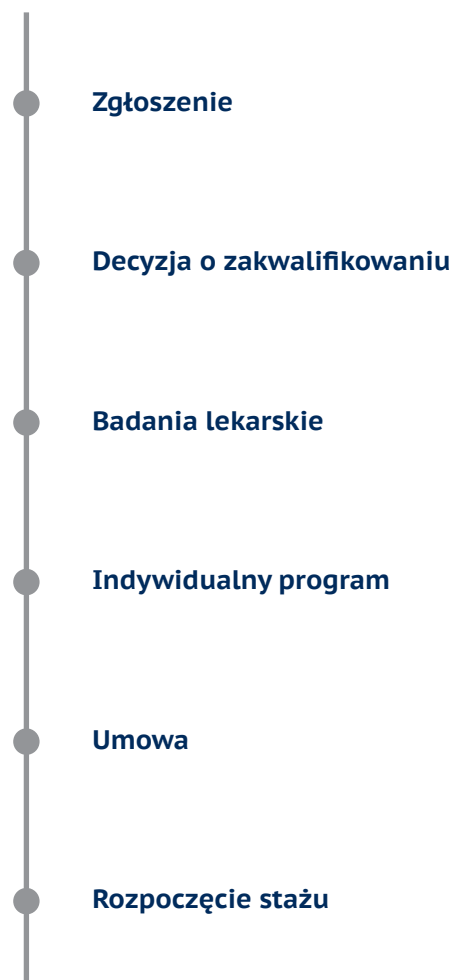 Zgłoszenie
Decyzja o zakwalifikowaniu
Badania lekarskie
Indywidualny program
Umowa
Rozpoczęcie stażu